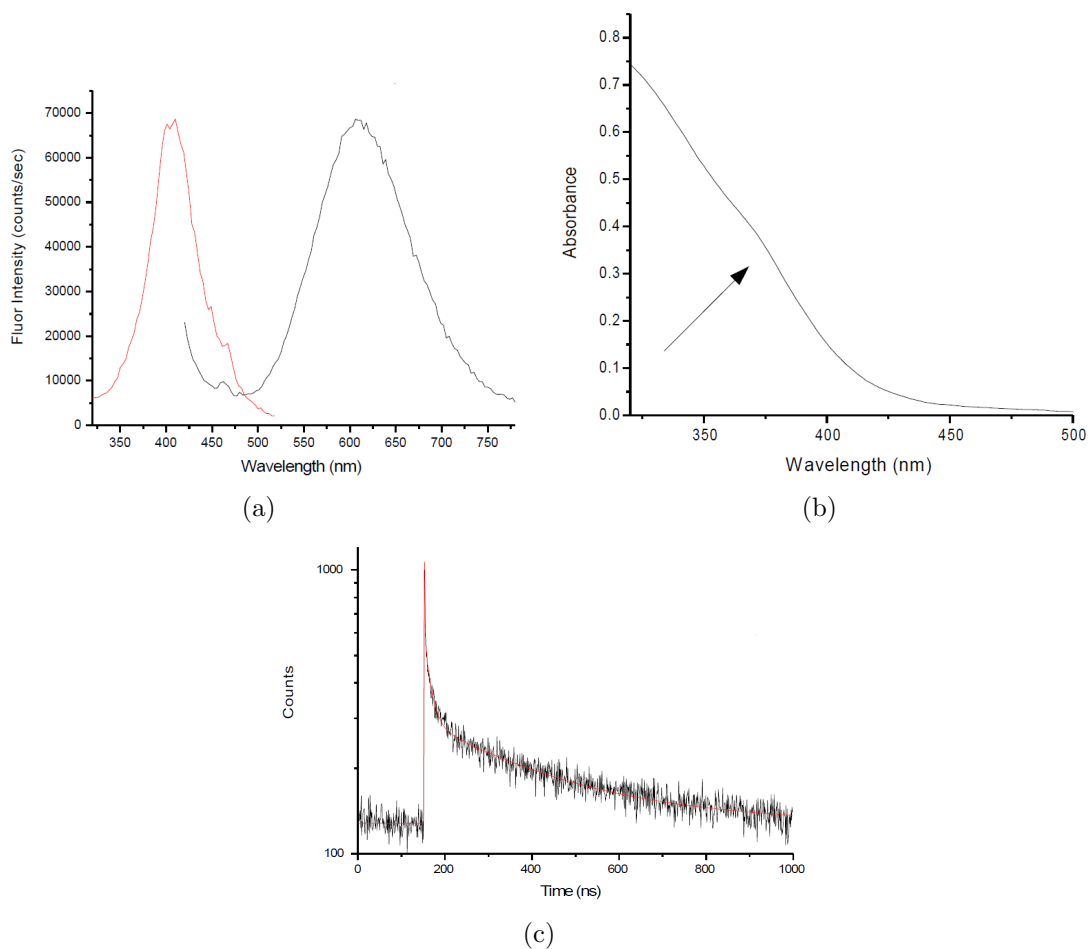 70000
60000
50000
40000
30000
20000
10000
0
Fluor Intensity (counts/sec)
350 400 450 500 550 600 650 700 750
Wavelength (nm)
(a)
0.8
0.7
0.6
0.5
0.4
0.3
0.2
0.1
0.0
Absorbance
350 400 450 500
Wavelength (nm)
(b)
1000
100
Counts
0 200 400 600 800 1000
Time (ns)
(c)